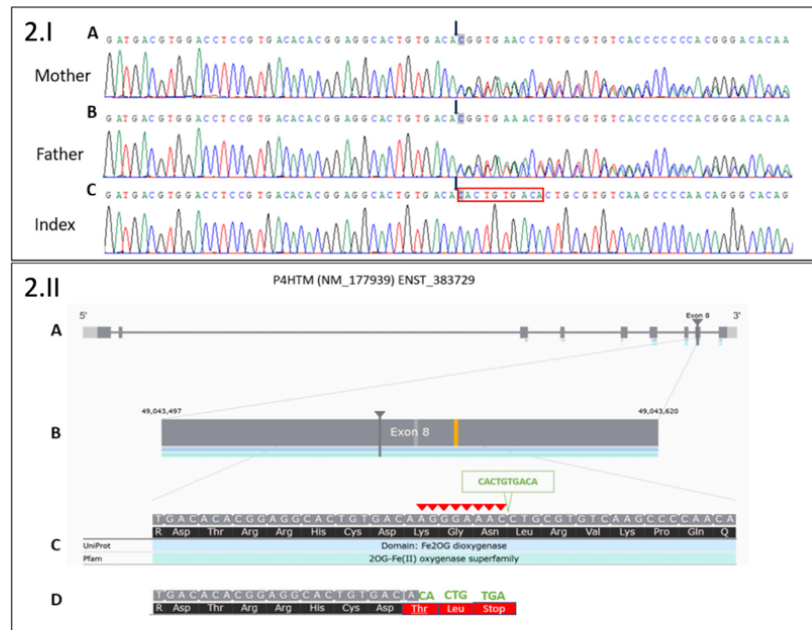 2.I
A GATGACGTGGACCTCCGTGACACACGGAGGCACTGTGACACGGTGAACCTGTGCGTGTCACCCCCCCACGGGACACAA
Mother
B GATGACGTGGACCTCCGTGACACACGGAGGCACTGTGACACGGTGAAACTGTGCGTGTCACCCCCCCACGGGACACAA
Father
C GATGACGTGGACCTCCGTGACACACGGAGGCACTGTGACACACTGTGACACTGCGTGTCAAGCCCCAACAGGGCACAG
Index
2.II
P4HTM (NM_177939) ENST_383729
5' 3'
Exon 8
A
49,043,497 49,043,620
B Exon 8
CACTGTGACA
TGACACACGGAGGCACTGTGACAAGGGAAACCTGCGTGTCAAGCCCCAACA
R Asp Thr Arg Arg His Cys Asp Lys Gly Asn Leu Arg Val Lys Pro Gln Q
C UniProt Domain: Fe2OG dioxygenase
Pfam 2OG-Fe(II) oxygenase superfamily
D TGACACACGGAGGCACTGTGACA CA CTG TGA
R Asp Thr Arg Arg His Cys Asp Thr Leu Stop